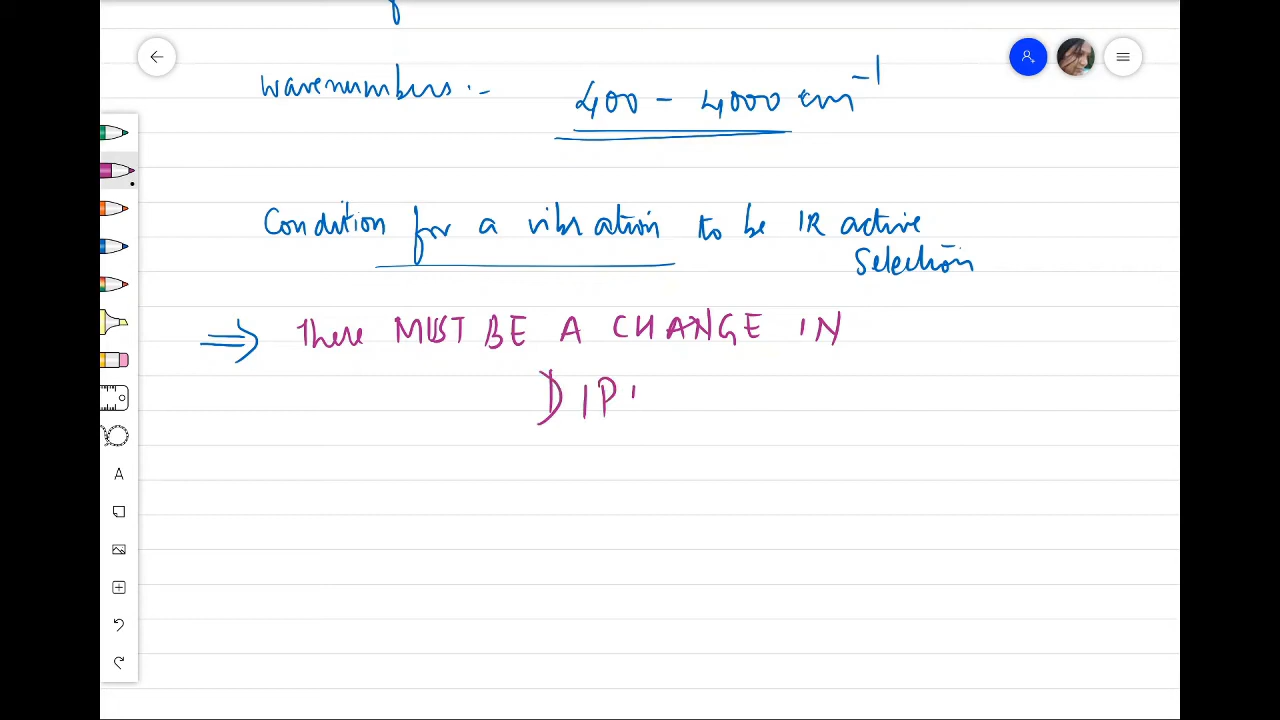 wavenumbers :- 400 - 4000 cm⁻¹
Condition for a vibration to be IR active
Selection
⇒ There MUST BE A CHANGE IN
DIP
A